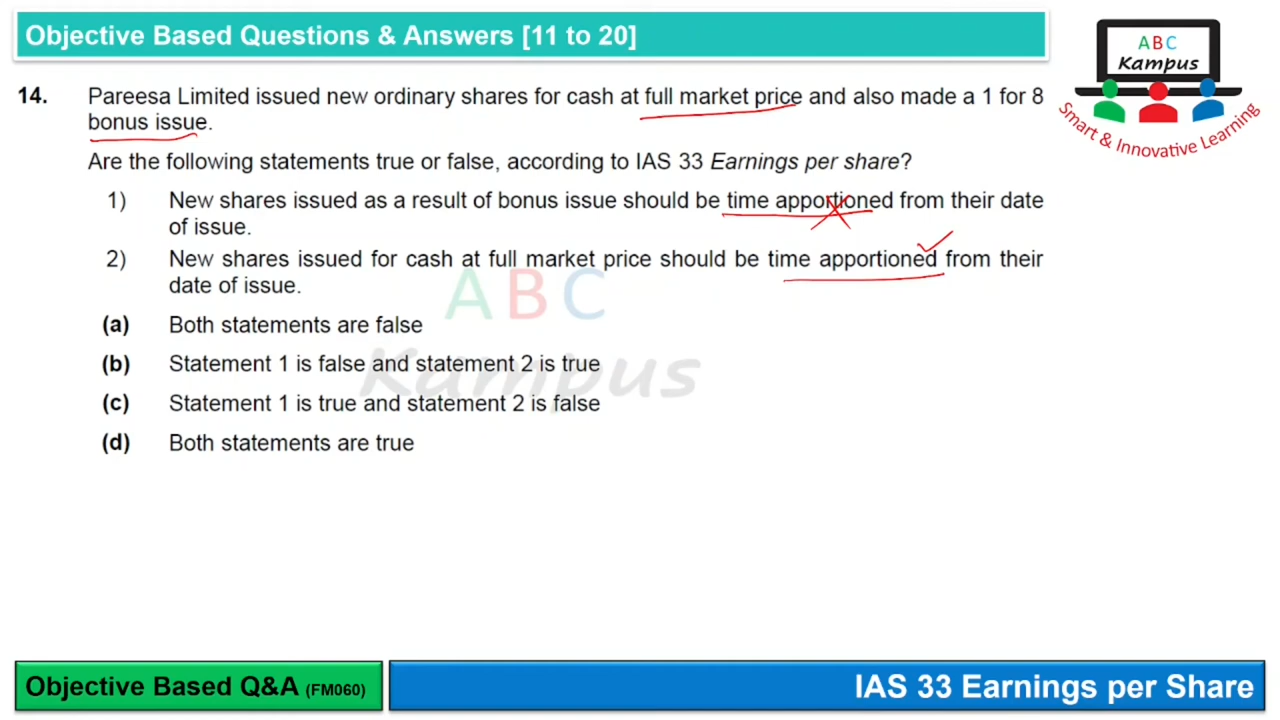 Objective Based Questions & Answers [11 to 20]
ABC
Kampus
Smart & Innovative Learning
14. Pareesa Limited issued new ordinary shares for cash at full market price and also made a 1 for 8
bonus issue.
Are the following statements true or false, according to IAS 33 Earnings per share?
1) New shares issued as a result of bonus issue should be time apportioned from their date
of issue.
2) New shares issued for cash at full market price should be time apportioned from their
date of issue.
ABC
Kampus
(a) Both statements are false
(b) Statement 1 is false and statement 2 is true
(c) Statement 1 is true and statement 2 is false
(d) Both statements are true
Objective Based Q&A (FM060)
IAS 33 Earnings per Share